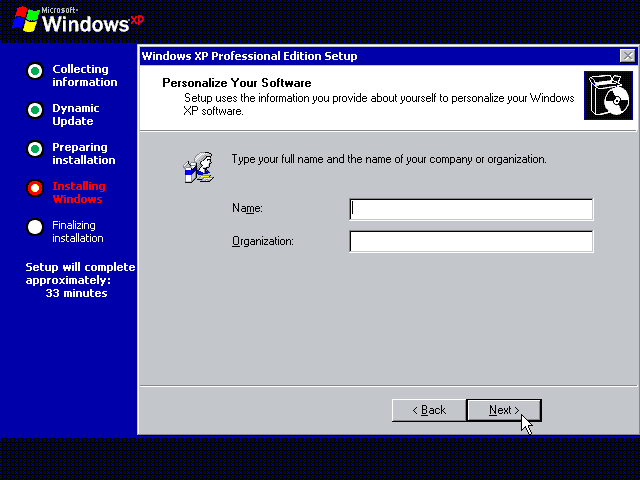 Microsoft
Windows xp
Collecting
information
Dynamic
Update
Preparing
installation
Installing
Windows
Finalizing
installation
Setup will complete
approximately:
33 minutes
Windows XP Professional Edition Setup
Personalize Your Software
Setup uses the information you provide about yourself to personalize your Windows
XP software.
Type your full name and the name of your company or organization.
Name:
Organization:
< Back
Next >